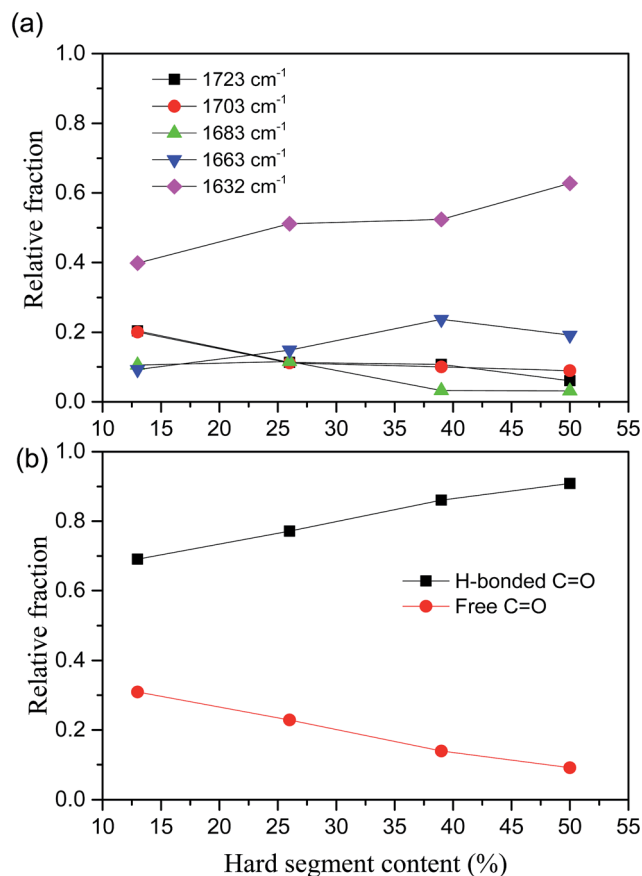 (a)
Relative fraction
1.0
0.8
0.6
0.4
0.2
0.0
1723 cm⁻¹
1703 cm⁻¹
1683 cm⁻¹
1663 cm⁻¹
1632 cm⁻¹
10 15 20 25 30 35 40 45 50 55
(b)
Relative fraction
1.0
0.8
0.6
0.4
0.2
0.0
H-bonded C=O
Free C=O
10 15 20 25 30 35 40 45 50 55
Hard segment content (%)